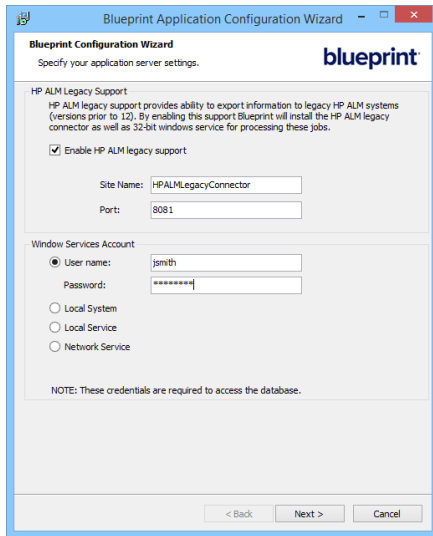 Blueprint Application Configuration Wizard
Blueprint Configuration
Wizard
Specify your application server settings.
blueprint
HP ALM Legacy Support
HP ALM legacy support provides ability to export information to legacy HP ALM systems
(versions prior to 12). By enabling this support Blueprint will install the HP ALM legacy
connector as well as 32-bit windows service for processing these jobs.
Enable HP ALM legacy support
Site Name: HPALMLegacyConnector
Port: 8081
Window Services Account
User name: jsmith
Password: ********
Local System
Local Service
Network Service
NOTE: These credentials are required to access the database.
< Back Next > Cancel